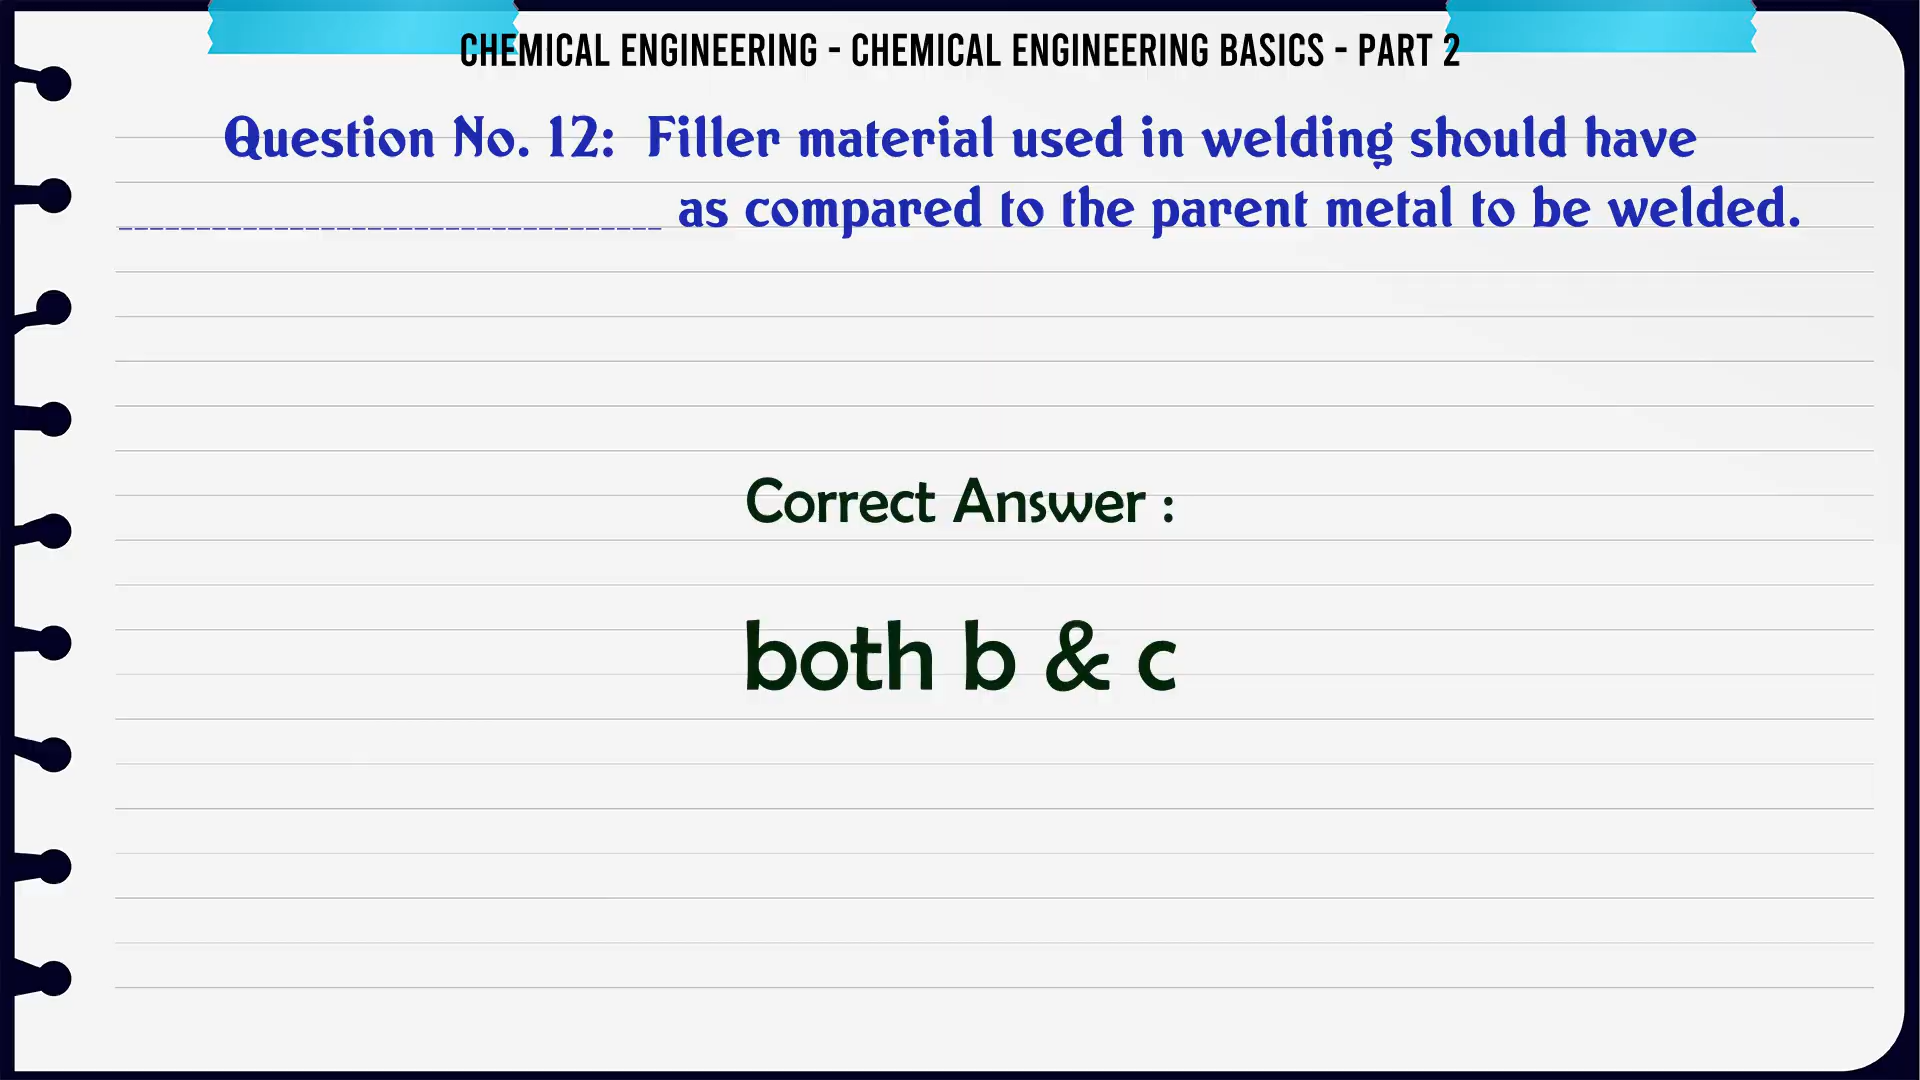 CHEMICAL ENGINEERING - CHEMICAL ENGINEERING BASICS - PART 2
Question No. 12: Filler material used in welding should have
__________________________________ as compared to the parent metal to be welded.
Correct Answer :
both b & c